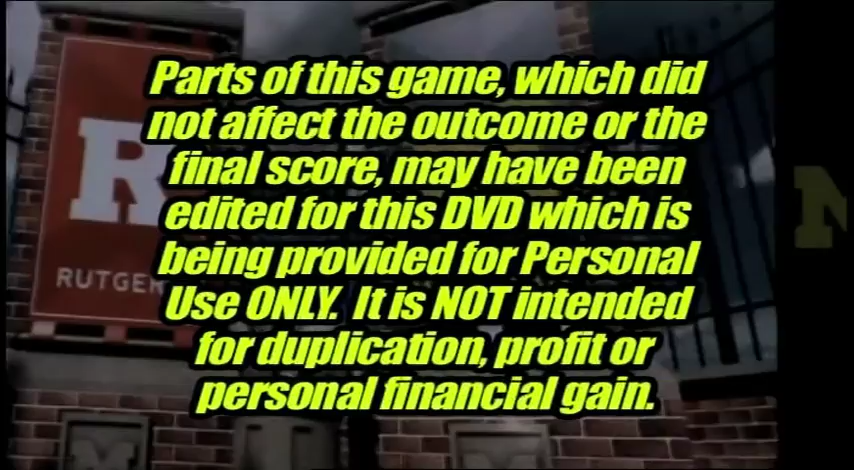 Parts of this game, which did
not affect the outcome or the
final score, may have been
edited for this DVD which is
being provided for Personal
Use ONLY. It is NOT intended
for duplication, profit or
personal financial gain.
R
RUTGER
M
M